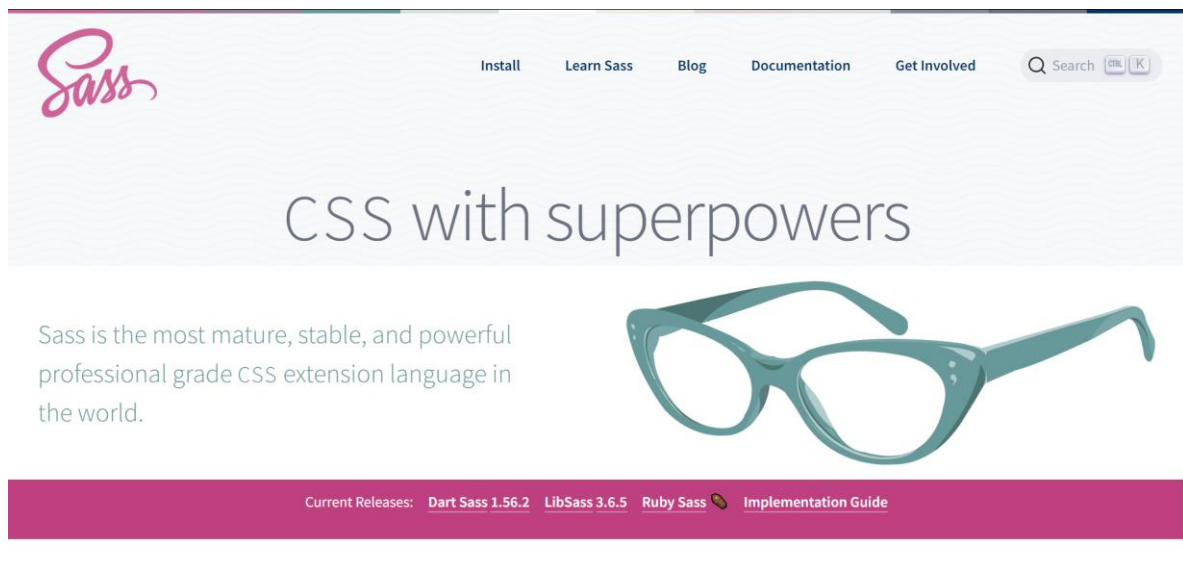 Sass
Install Learn Sass Blog Documentation Get Involved Search CTRL K
CSS with superpowers
Sass is the most mature, stable, and powerful
professional grade CSS extension language in
the world.
Current Releases: Dart Sass 1.56.2 LibSass 3.6.5 Ruby Sass ⚰️ Implementation Guide